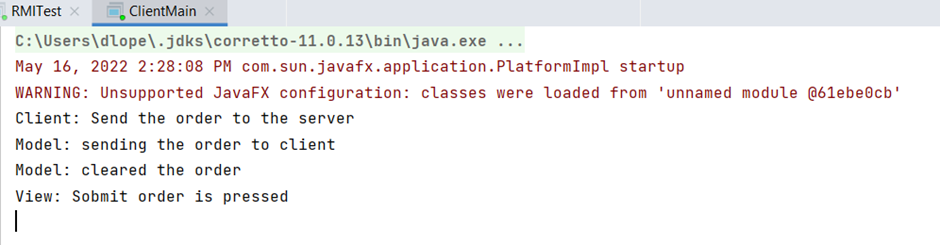 RMITest × ClientMain ×
C:\Users\dlope\.jdks\corretto-11.0.13\bin\java.exe ...
May 16, 2022 2:28:08 PM com.sun.javafx.application.PlatformImpl startup
WARNING: Unsupported JavaFX configuration: classes were loaded from 'unnamed module @61ebe0cb'
Client: Send the order to the server
Model: sending the order to client
Model: cleared the order
View: Sobmit order is pressed